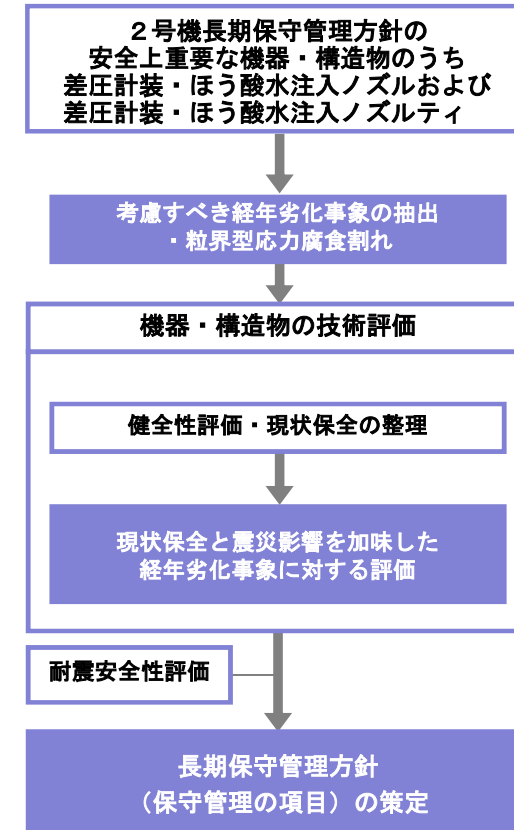 ２号機長期保守管理方針の
安全上重要な機器・構造物のうち
差圧計装・ほう酸水注入ノズルおよび
差圧計装・ほう酸水注入ノズルティ
考慮すべき経年劣化事象の抽出
・粒界型応力腐食割れ
機器・構造物の技術評価
健全性評価・現状保全の整理
現状保全と震災影響を加味した
経年劣化事象に対する評価
耐震安全性評価
長期保守管理方針
（保守管理の項目）の策定